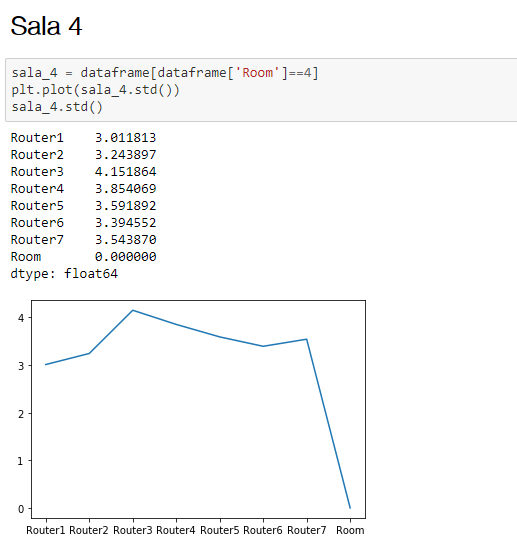 Sala 4
sala_4 = dataframe[dataframe['Room']==4]
plt.plot(sala_4.std())
sala_4.std()
Router1    3.011813
Router2    3.243897
Router3    4.151864
Router4    3.854069
Router5    3.591892
Router6    3.394552
Router7    3.543870
Room       0.000000
dtype: float64
4
3
2
1
0
Router1 Router2 Router3 Router4 Router5 Router6 Router7 Room